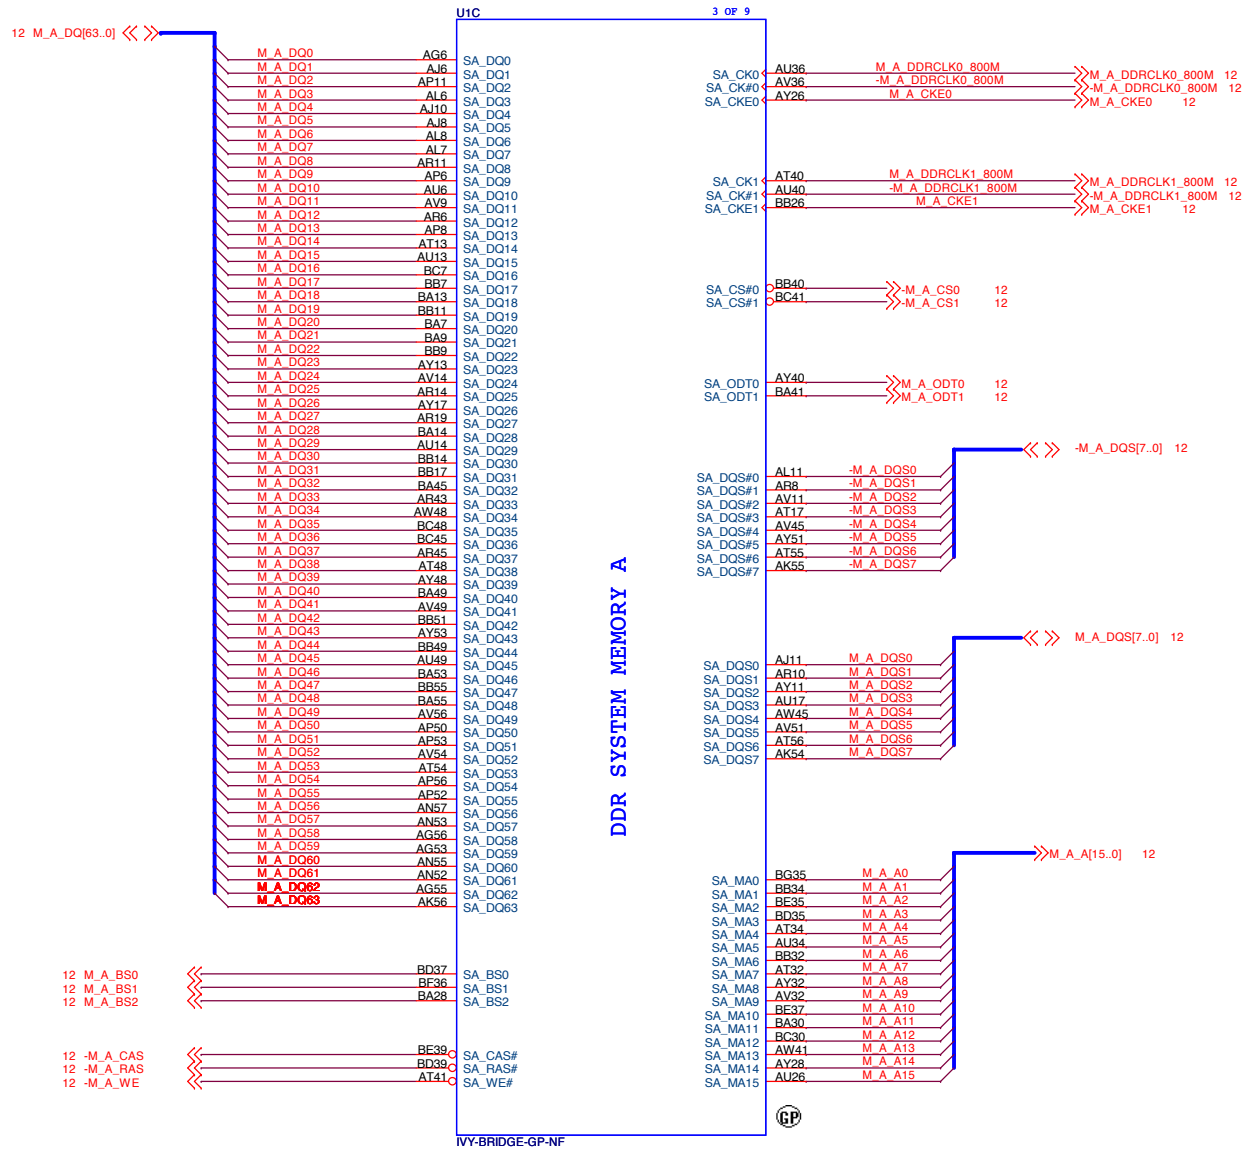 U1C 3 OF 9
12 M_A_DQ[63..0]
M_A_DQ0 AG6 SA_DQ0
M_A_DQ1 AJ6 SA_DQ1
M_A_DQ2 AP11 SA_DQ2
M_A_DQ3 AL6 SA_DQ3
M_A_DQ4 AJ10 SA_DQ4
M_A_DQ5 AJ8 SA_DQ5
M_A_DQ6 AL8 SA_DQ6
M_A_DQ7 AL7 SA_DQ7
M_A_DQ8 AR11 SA_DQ8
M_A_DQ9 AP6 SA_DQ9
M_A_DQ10 AU6 SA_DQ10
M_A_DQ11 AV9 SA_DQ11
M_A_DQ12 AR6 SA_DQ12
M_A_DQ13 AP8 SA_DQ13
M_A_DQ14 AT13 SA_DQ14
M_A_DQ15 AU13 SA_DQ15
M_A_DQ16 BC7 SA_DQ16
M_A_DQ17 BB7 SA_DQ17
M_A_DQ18 BA13 SA_DQ18
M_A_DQ19 BB11 SA_DQ19
M_A_DQ20 BA7 SA_DQ20
M_A_DQ21 BA9 SA_DQ21
M_A_DQ22 BB9 SA_DQ22
M_A_DQ23 AY13 SA_DQ23
M_A_DQ24 AV14 SA_DQ24
M_A_DQ25 AR14 SA_DQ25
M_A_DQ26 AY17 SA_DQ26
M_A_DQ27 AR19 SA_DQ27
M_A_DQ28 BA14 SA_DQ28
M_A_DQ29 AU14 SA_DQ29
M_A_DQ30 BB14 SA_DQ30
M_A_DQ31 BB17 SA_DQ31
M_A_DQ32 BA45 SA_DQ32
M_A_DQ33 AR43 SA_DQ33
M_A_DQ34 AW48 SA_DQ34
M_A_DQ35 BC48 SA_DQ35
M_A_DQ36 BC45 SA_DQ36
M_A_DQ37 AR45 SA_DQ37
M_A_DQ38 AT48 SA_DQ38
M_A_DQ39 AY48 SA_DQ39
M_A_DQ40 BA49 SA_DQ40
M_A_DQ41 AV49 SA_DQ41
M_A_DQ42 BB51 SA_DQ42
M_A_DQ43 AY53 SA_DQ43
M_A_DQ44 BB49 SA_DQ44
M_A_DQ45 AU49 SA_DQ45
M_A_DQ46 BA53 SA_DQ46
M_A_DQ47 BB55 SA_DQ47
M_A_DQ48 BA55 SA_DQ48
M_A_DQ49 AV56 SA_DQ49
M_A_DQ50 AP50 SA_DQ50
M_A_DQ51 AP53 SA_DQ51
M_A_DQ52 AV54 SA_DQ52
M_A_DQ53 AT54 SA_DQ53
M_A_DQ54 AP56 SA_DQ54
M_A_DQ55 AP52 SA_DQ55
M_A_DQ56 AN57 SA_DQ56
M_A_DQ57 AN53 SA_DQ57
M_A_DQ58 AG56 SA_DQ58
M_A_DQ59 AG53 SA_DQ59
M_A_DQ60 AN55 SA_DQ60
M_A_DQ61 AN52 SA_DQ61
M_A_DQ62 AG55 SA_DQ62
M_A_DQ63 AK56 SA_DQ63
12 M_A_BS0 BD37 SA_BS0
12 M_A_BS1 BF36 SA_BS1
12 M_A_BS2 BA28 SA_BS2
12 -M_A_CAS BE39 SA_CAS#
12 -M_A_RAS BD39 SA_RAS#
12 -M_A_WE AT41 SA_WE#
DDR SYSTEM MEMORY A
SA_CK0 AU36 M_A_DDRCLK0_800M M_A_DDRCLK0_800M 12
SA_CK#0 AV36 -M_A_DDRCLK0_800M -M_A_DDRCLK0_800M 12
SA_CKE0 AY26 M_A_CKE0 M_A_CKE0 12
SA_CK1 AT40 M_A_DDRCLK1_800M M_A_DDRCLK1_800M 12
SA_CK#1 AU40 -M_A_DDRCLK1_800M -M_A_DDRCLK1_800M 12
SA_CKE1 BB26 M_A_CKE1 M_A_CKE1 12
SA_CS#0 BB40 -M_A_CS0 12
SA_CS#1 BC41 -M_A_CS1 12
SA_ODT0 AY40 M_A_ODT0 12
SA_ODT1 BA41 M_A_ODT1 12
-M_A_DQS[7..0] 12
SA_DQS#0 AL11 -M_A_DQS0
SA_DQS#1 AR8 -M_A_DQS1
SA_DQS#2 AV11 -M_A_DQS2
SA_DQS#3 AT17 -M_A_DQS3
SA_DQS#4 AV45 -M_A_DQS4
SA_DQS#5 AY51 -M_A_DQS5
SA_DQS#6 AT55 -M_A_DQS6
SA_DQS#7 AK55 -M_A_DQS7
M_A_DQS[7..0] 12
SA_DQS0 AJ11 M_A_DQS0
SA_DQS1 AR10 M_A_DQS1
SA_DQS2 AY11 M_A_DQS2
SA_DQS3 AU17 M_A_DQS3
SA_DQS4 AW45 M_A_DQS4
SA_DQS5 AV51 M_A_DQS5
SA_DQS6 AT56 M_A_DQS6
SA_DQS7 AK54 M_A_DQS7
M_A_A[15..0] 12
SA_MA0 BG35 M_A_A0
SA_MA1 BB34 M_A_A1
SA_MA2 BE35 M_A_A2
SA_MA3 BD35 M_A_A3
SA_MA4 AT34 M_A_A4
SA_MA5 AU34 M_A_A5
SA_MA6 BB32 M_A_A6
SA_MA7 AT32 M_A_A7
SA_MA8 AY32 M_A_A8
SA_MA9 AV32 M_A_A9
SA_MA10 BE37 M_A_A10
SA_MA11 BA30 M_A_A11
SA_MA12 BC30 M_A_A12
SA_MA13 AW41 M_A_A13
SA_MA14 AY28 M_A_A14
SA_MA15 AU26 M_A_A15
GP
IVY-BRIDGE-GP-NF